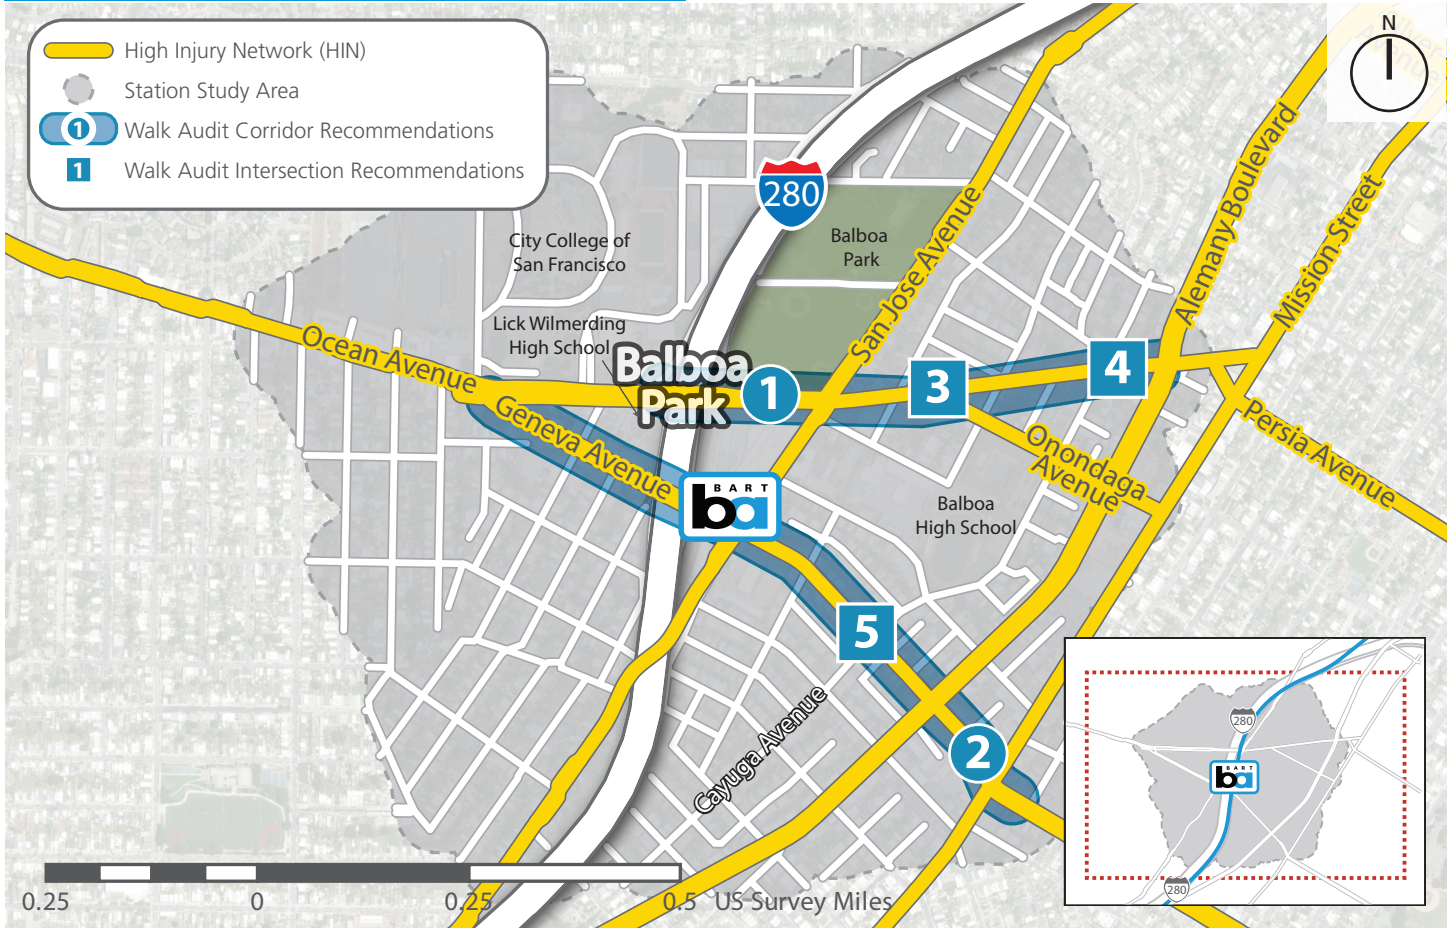 High Injury Network (HIN)
Station Study Area
1
Walk Audit Corridor Recommendations
1
Walk Audit Intersection Recommendations
N
280
City College of
San Francisco
Balboa
Park
San Jose Avenue
Alemany Boulevard
Mission Street
Lick Wilmerding
High School
Ocean Avenue
Balboa
Park
1
3
4
Geneva Avenue
Onondaga
Avenue
Persia Avenue
BART
ba
Balboa
High School
5
Cayuga Avenue
2
280
BART
ba
280
0.25
0
0.25
0.5
US Survey Miles